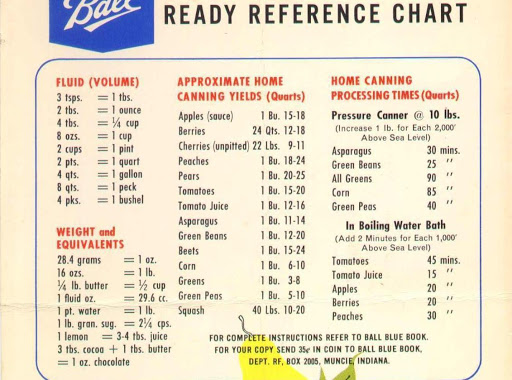 Ball
READY REFERENCE CHART
FLUID (VOLUME)
3 tsps. = 1 tbs.
2 tbs. = 1 ounce
4 tbs. = ¼ cup
8 ozs. = 1 cup
2 cups = 1 pint
2 pts. = 1 quart
4 qts. = 1 gallon
8 qts. = 1 peck
4 pks. = 1 bushel
WEIGHT and
EQUIVALENTS
28.4 grams = 1 oz.
16 ozs. = 1 lb.
¼ lb. butter = ½ cup
1 fluid oz. = 29.6 cc.
1 pt. water = 1 lb.
1 lb. gran. sug. = 2¼ cps.
1 lemon = 3-4 tbs. juice
3 tbs. cocoa + 1 tbs. butter
= 1 oz. chocolate
APPROXIMATE HOME
CANNING YIELDS (Quarts)
Apples (sauce) 1 Bu. 15-18
Berries 24 Qts. 12-18
Cherries (unpitted) 22 Lbs. 9-11
Peaches 1 Bu. 18-24
Pears 1 Bu. 20-25
Tomatoes 1 Bu. 15-20
Tomato Juice 1 Bu. 12-16
Asparagus 1 Bu. 11-14
Green Beans 1 Bu. 12-20
Beets 1 Bu. 15-24
Corn 1 Bu. 6-10
Greens 1 Bu. 3-8
Green Peas 1 Bu. 5-10
Squash 40 Lbs. 10-20
HOME CANNING
PROCESSING TIMES (Quarts)
Pressure Canner @ 10 lbs.
(Increase 1 lb. for Each 2,000'
Above Sea Level)
Asparagus 30 mins.
Green Beans 25 "
All Greens 90 "
Corn 85 "
Green Peas 40 "
In Boiling Water Bath
(Add 2 Minutes for Each 1,000'
Above Sea Level)
Tomatoes 45 mins.
Tomato Juice 15 "
Apples 20 "
Berries 20 "
Peaches 30 "
FOR COMPLETE INSTRUCTIONS REFER TO BALL BLUE BOOK.
FOR YOUR COPY SEND 35¢ IN COIN TO BALL BLUE BOOK,
DEPT. RF, BOX 2005, MUNCIE, INDIANA.